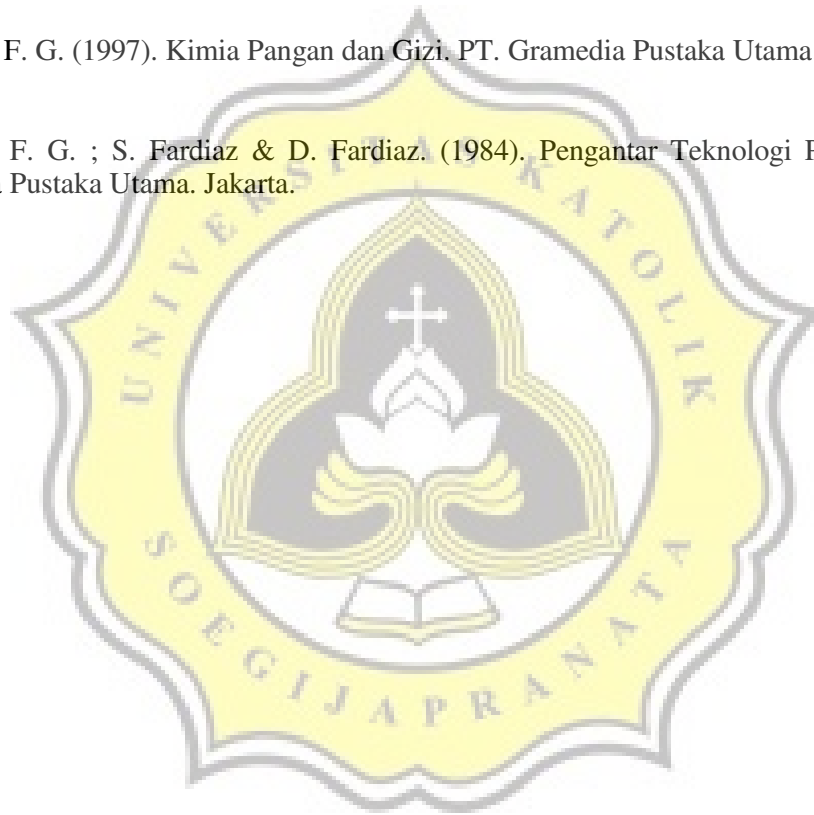 F. G. (1997). Kimia Pangan dan Gizi. PT. Gramedia Pustaka Utama
F. G. ; S. Fardiaz & D. Fardiaz. (1984). Pengantar Teknologi
Pustaka Utama. Jakarta.
UNIVERSITAS KATOLIK
SOEGIJAPRANATA